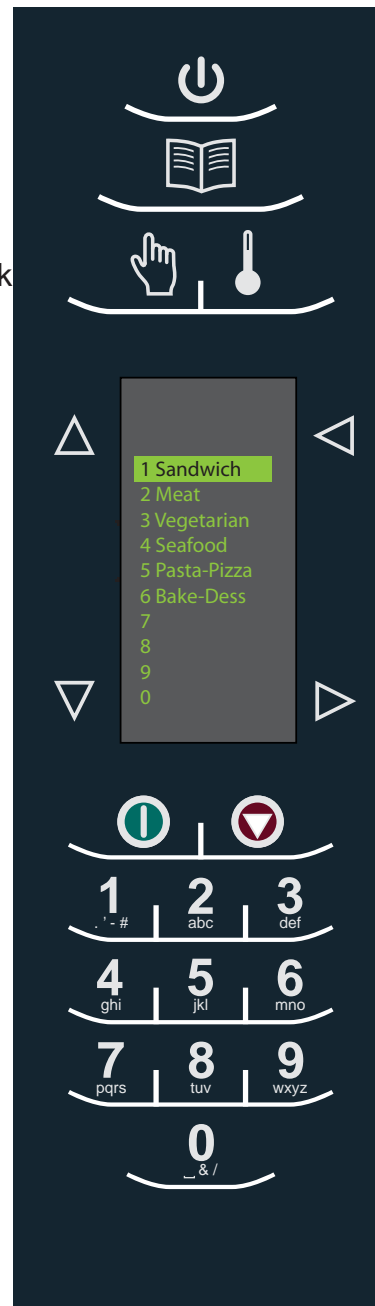 k
1 Sandwich
2 Meat
3 Vegetarian
4 Seafood
5 Pasta-Pizza
6 Bake-Dess
7
8
9
0
1 2 3
. ' - # abc def
4 5 6
ghi jkl mno
7 8 9
pqrs tuv wxyz
0
⎵ & /